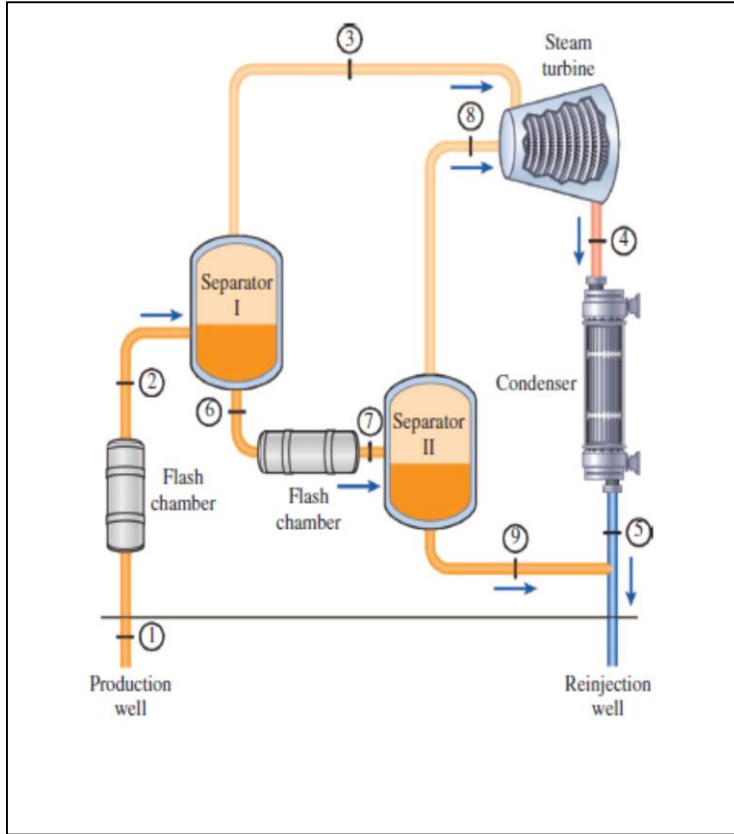 3
Steam
turbine
8
4
Separator
I
2
Condenser
6
7
Separator
II
Flash
chamber
Flash
chamber
9
5
1
Production
well
Reinjection
well